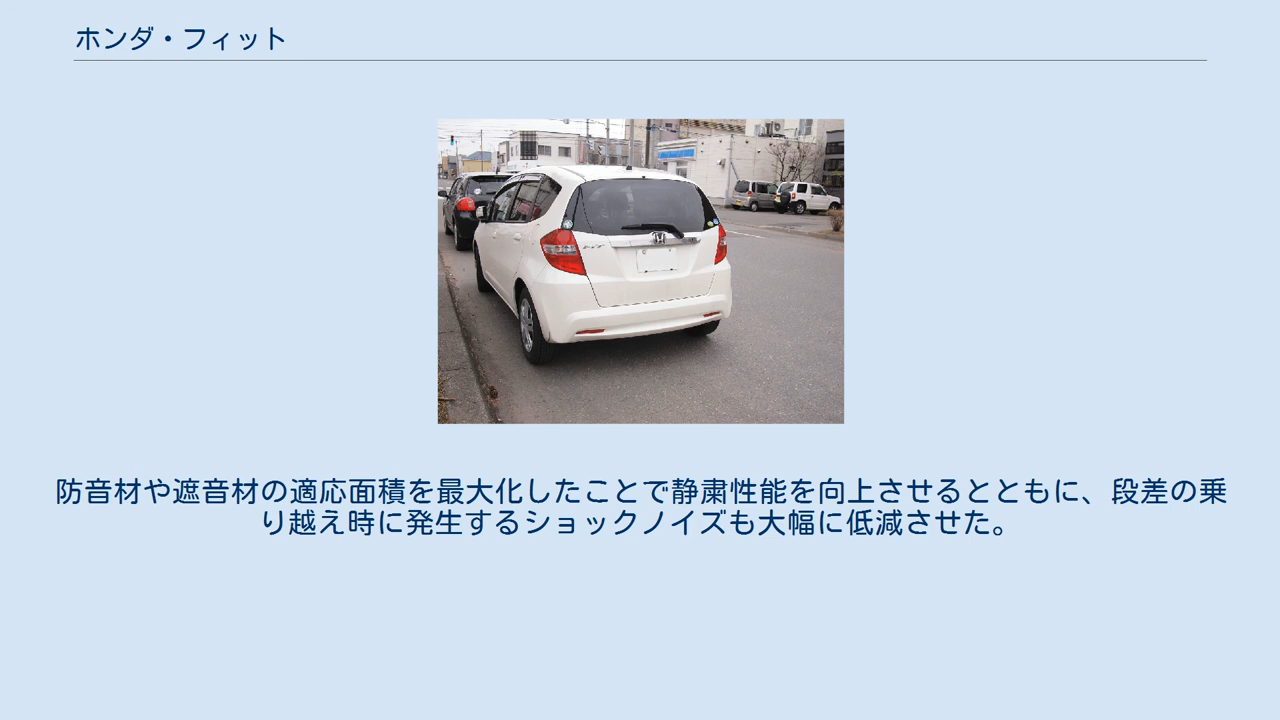 ホンダ・フィット
防音材や遮音材の適応面積を最大化したことで静粛性能を向上させるとともに、段差の乗
り越え時に発生するショックノイズも大幅に低減させた。